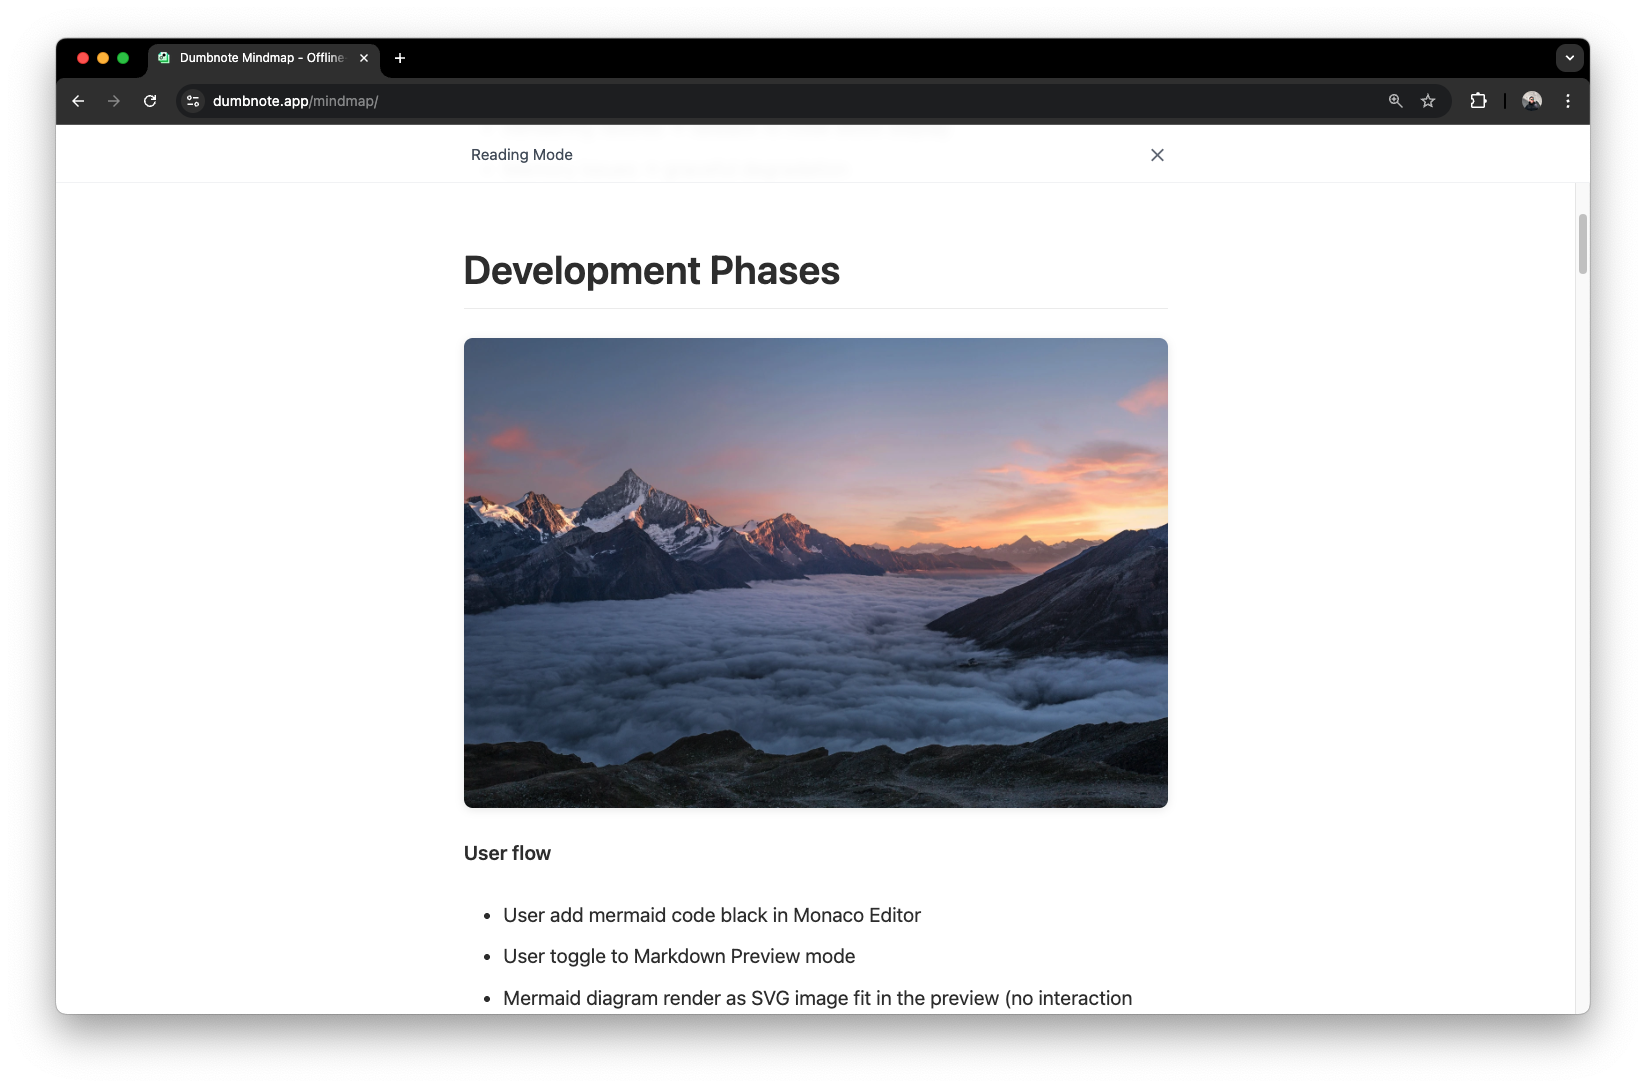 Dumbnote Mindmap - Offline
dumbnote.app/mindmap/
Reading Mode
Development Phases
User flow
• User add mermaid code black in Monaco Editor
• User toggle to Markdown Preview mode
• Mermaid diagram render as SVG image fit in the preview (no interaction